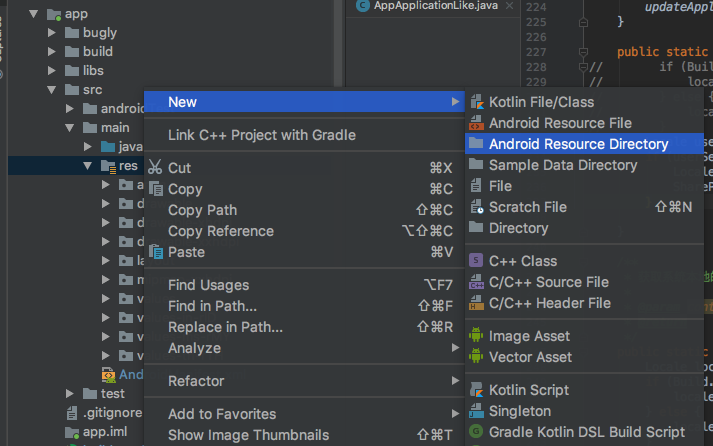 app
bugly
build
libs
src
android
main
java
res
And
test
.gitignore
app.iml
New
Link C++ Project with Gradle
Cut ⌘X
Copy ⌘C
Copy Path ⇧⌘C
Copy Reference ⌥⇧⌘C
Paste ⌘V
Find Usages ⌥F7
Find in Path... ⇧⌘F
Replace in Path... ⇧⌘R
Analyze
Refactor
Add to Favorites
Show Image Thumbnails ⇧⌘T
Kotlin File/Class
Android Resource File
Android Resource Directory
Sample Data Directory
File
Scratch File ⇧⌘N
Directory
C++ Class
C/C++ Source File
C/C++ Header File
Image Asset
Vector Asset
Kotlin Script
Singleton
Gradle Kotlin DSL Build Script
AppApplicationLike.java
224 updateAppl
225 }
226
227 public static
228 // if (Buil
229 // loca